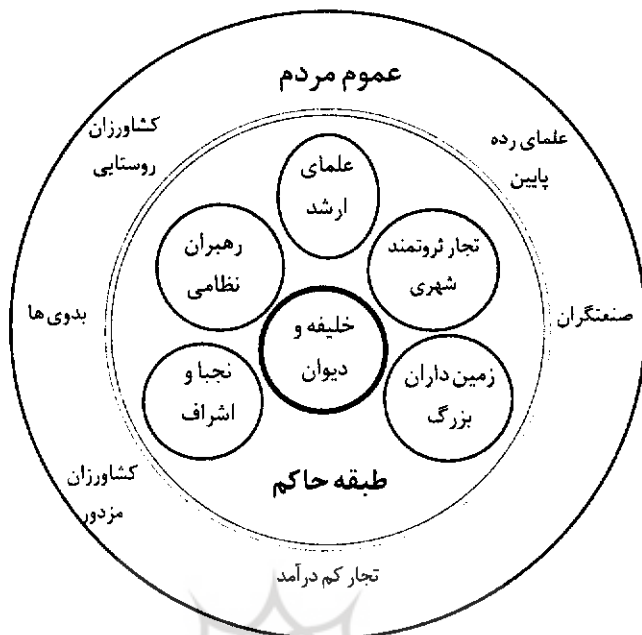 عموم مردم
کشاورزان
روستایی
علمای رده
پایین
علمای
ارشد
رهبران
نظامی
تجار ثروتمند
شهری
بدوی‌ها
خلیفه و
دیوان
صنعتگران
نجبا و
اشراف
زمین داران
بزرگ
طبقه حاکم
کشاورزان
مزدور
تجار کم درآمد